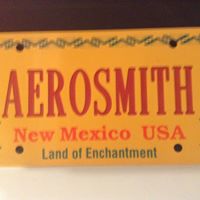 AEROSMITH
New Mexico USA
Land of Enchantment